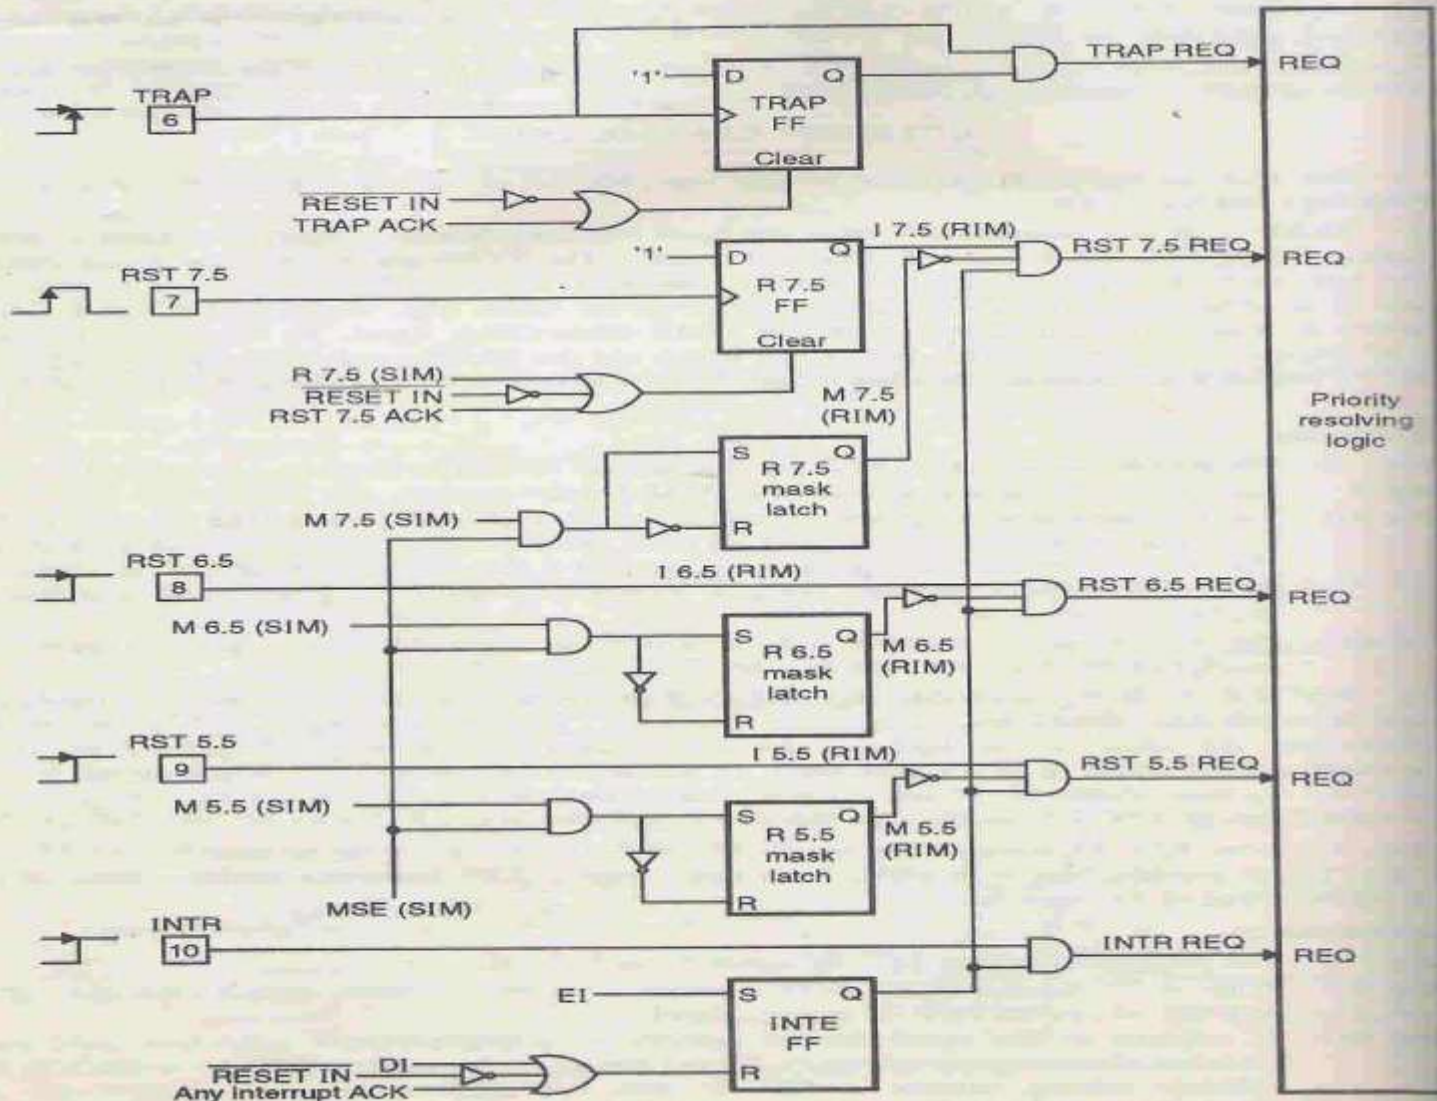 TRAP REQ
REQ
'1'
D
Q
TRAP
FF
Clear
TRAP
6
RESET IN
TRAP ACK
I 7.5 (RIM)
RST 7.5 REQ
REQ
'1'
D
Q
R 7.5
FF
Clear
RST 7.5
7
R 7.5 (SIM)
RESET IN
RST 7.5 ACK
M 7.5
(RIM)
Priority
resolving
logic
S
Q
R 7.5
mask
latch
R
M 7.5 (SIM)
RST 6.5
8
I 6.5 (RIM)
RST 6.5 REQ
REQ
M 6.5 (SIM)
S
Q
R 6.5
mask
latch
R
M 6.5
(RIM)
RST 5.5
9
I 5.5 (RIM)
RST 5.5 REQ
REQ
M 5.5 (SIM)
S
Q
R 5.5
mask
latch
R
M 5.5
(RIM)
MSE (SIM)
INTR
10
INTR REQ
REQ
EI
S
Q
INTE
FF
R
DI
RESET IN
Any Interrupt ACK